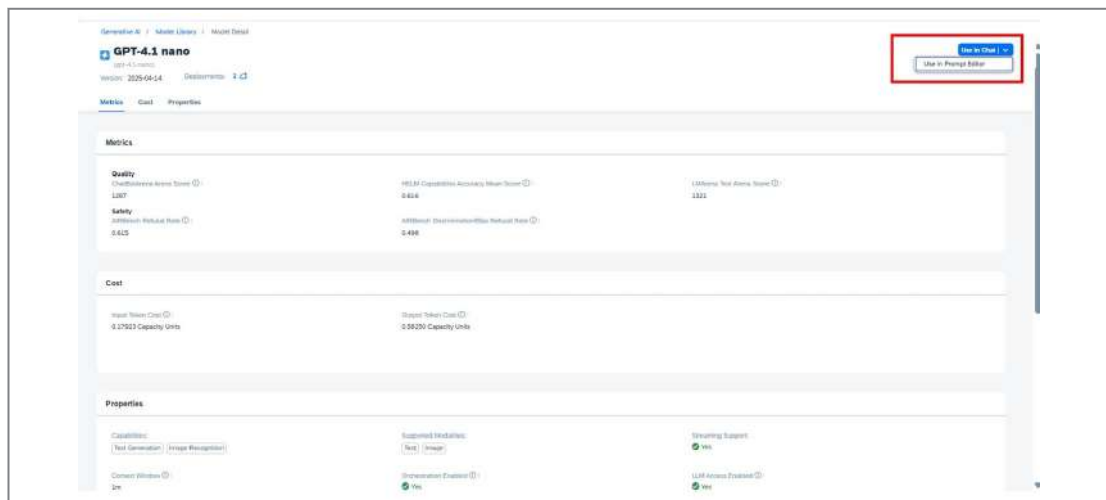 Generative AI / Model Library / Model Detail
GPT-4.1 nano
gpt-4.1-nano
Version: 2025-04-14 Deployments: 1
Use in Chat
Use in Prompt Editor
Metrics Cost Properties
Metrics
Quality
Chatbot Arena Score
HELM Capabilities Accuracy Mean Score
LMArena Text Arena Score
1287
0.616
1321
Safety
AIRBench Refusal Rate
AIRBench Discrimination/Bias Refusal Rate
0.615
0.498
Cost
Input Token Cost
Output Token Cost
0.17923 Capacity Units
0.58250 Capacity Units
Properties
Capabilities:
Supported Modalities:
Streaming Support:
Text Generation Image Recognition
Text Image
Yes
Context Window
Orchestration Enabled
LLM Access Enabled
1m
Yes
Yes